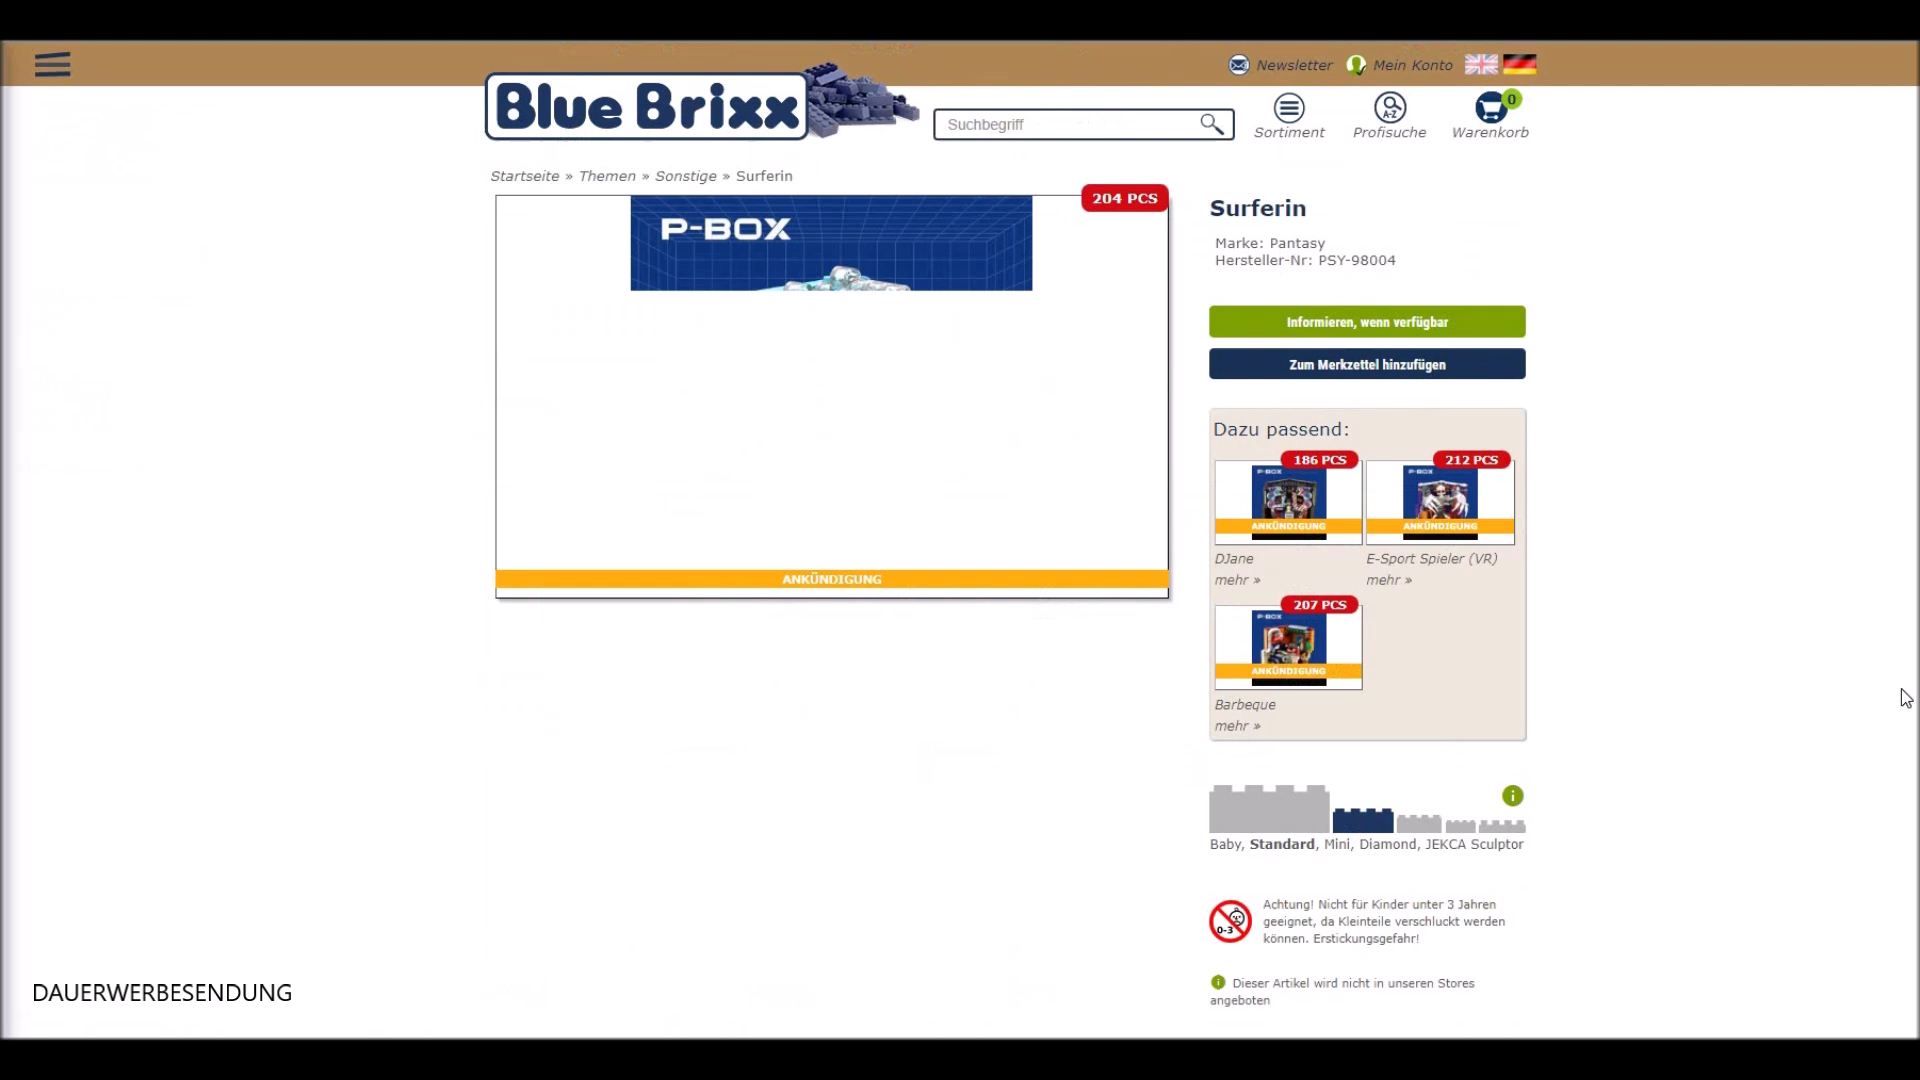 Newsletter
Mein Konto
Blue Brixx
Suchbegriff
Sortiment
A-Z
Profisuche
0
Warenkorb
Startseite » Themen » Sonstige » Surferin
204 PCS
P-BOX
ANKÜNDIGUNG
Surferin
Marke: Pantasy
Hersteller-Nr: PSY-98004
Informieren, wenn verfügbar
Zum Merkzettel hinzufügen
Dazu passend:
186 PCS
P-BOX
ANKÜNDIGUNG
DJane
mehr »
212 PCS
P-BOX
ANKÜNDIGUNG
E-Sport Spieler (VR)
mehr »
207 PCS
P-BOX
ANKÜNDIGUNG
Barbeque
mehr »
i
Baby, Standard, Mini, Diamond, JEKCA Sculptor
0-3
Achtung! Nicht für Kinder unter 3 Jahren
geeignet, da Kleinteile verschluckt werden
können. Erstickungsgefahr!
i
Dieser Artikel wird nicht in unseren Stores
angeboten
DAUERWERBESENDUNG